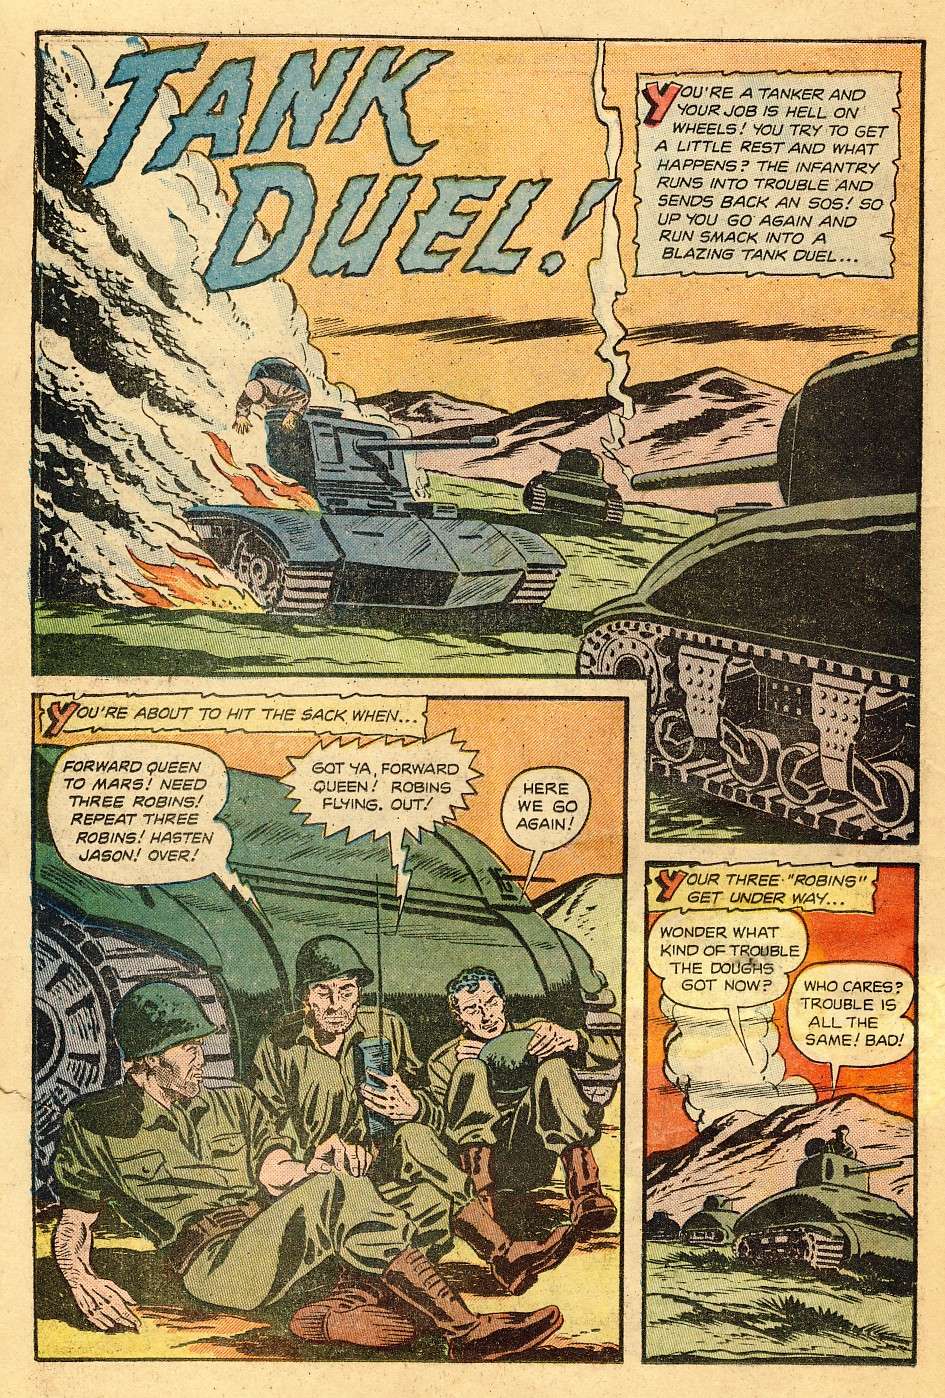 TANK
DUEL!
YOU'RE A TANKER AND
YOUR JOB IS HELL ON
WHEELS! YOU TRY TO GET
A LITTLE REST AND WHAT
HAPPENS? THE INFANTRY
RUNS INTO TROUBLE AND
SENDS BACK AN SOS! SO
UP YOU GO AGAIN AND
RUN SMACK INTO A
BLAZING TANK DUEL...
YOU'RE ABOUT TO HIT THE SACK WHEN...
FORWARD QUEEN
TO MARS! NEED
THREE ROBINS!
REPEAT THREE
ROBINS! HASTEN
JASON! OVER!
GOT YA, FORWARD
QUEEN! ROBINS
FLYING. OUT!
HERE
WE GO
AGAIN!
YOUR THREE "ROBINS"
GET UNDER WAY...
WONDER WHAT
KIND OF TROUBLE
THE DOUGHS
GOT NOW?
WHO CARES?
TROUBLE IS
ALL THE
SAME! BAD!